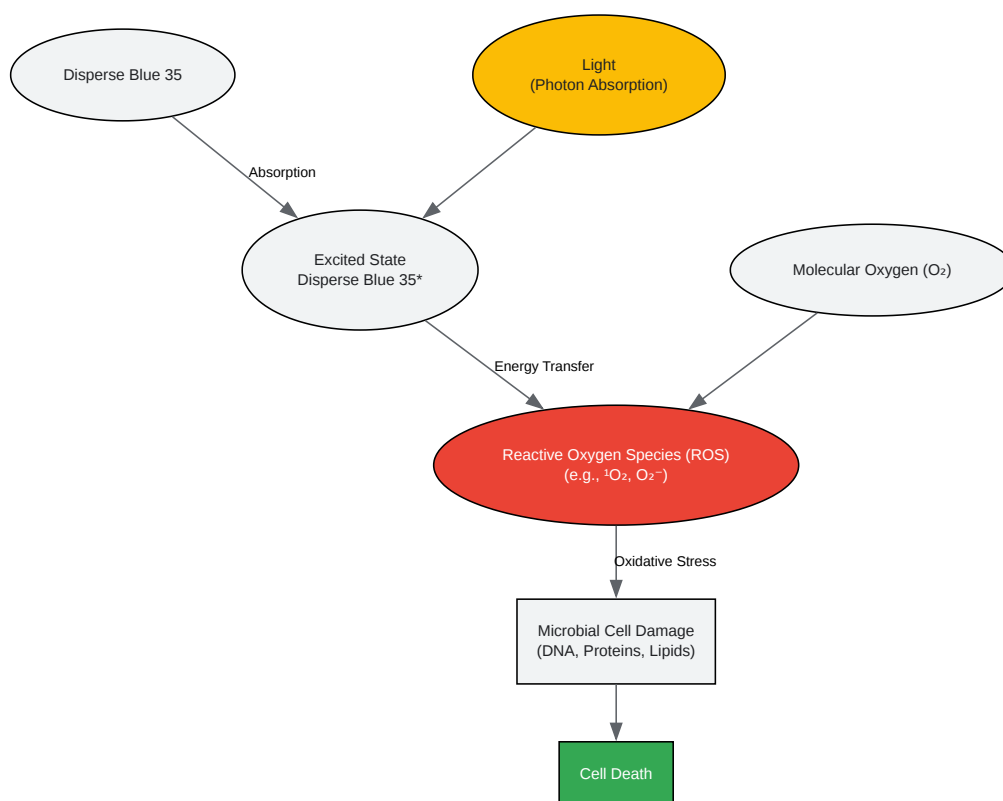 Disperse Blue 35
Light
(Photon Absorption)
Absorption
Excited State
Disperse Blue 35*
Molecular Oxygen (O₂)
Energy Transfer
Reactive Oxygen Species (ROS)
(e.g., ¹O₂, O₂⁻)
Oxidative Stress
Microbial Cell Damage
(DNA, Proteins, Lipids)
Cell Death